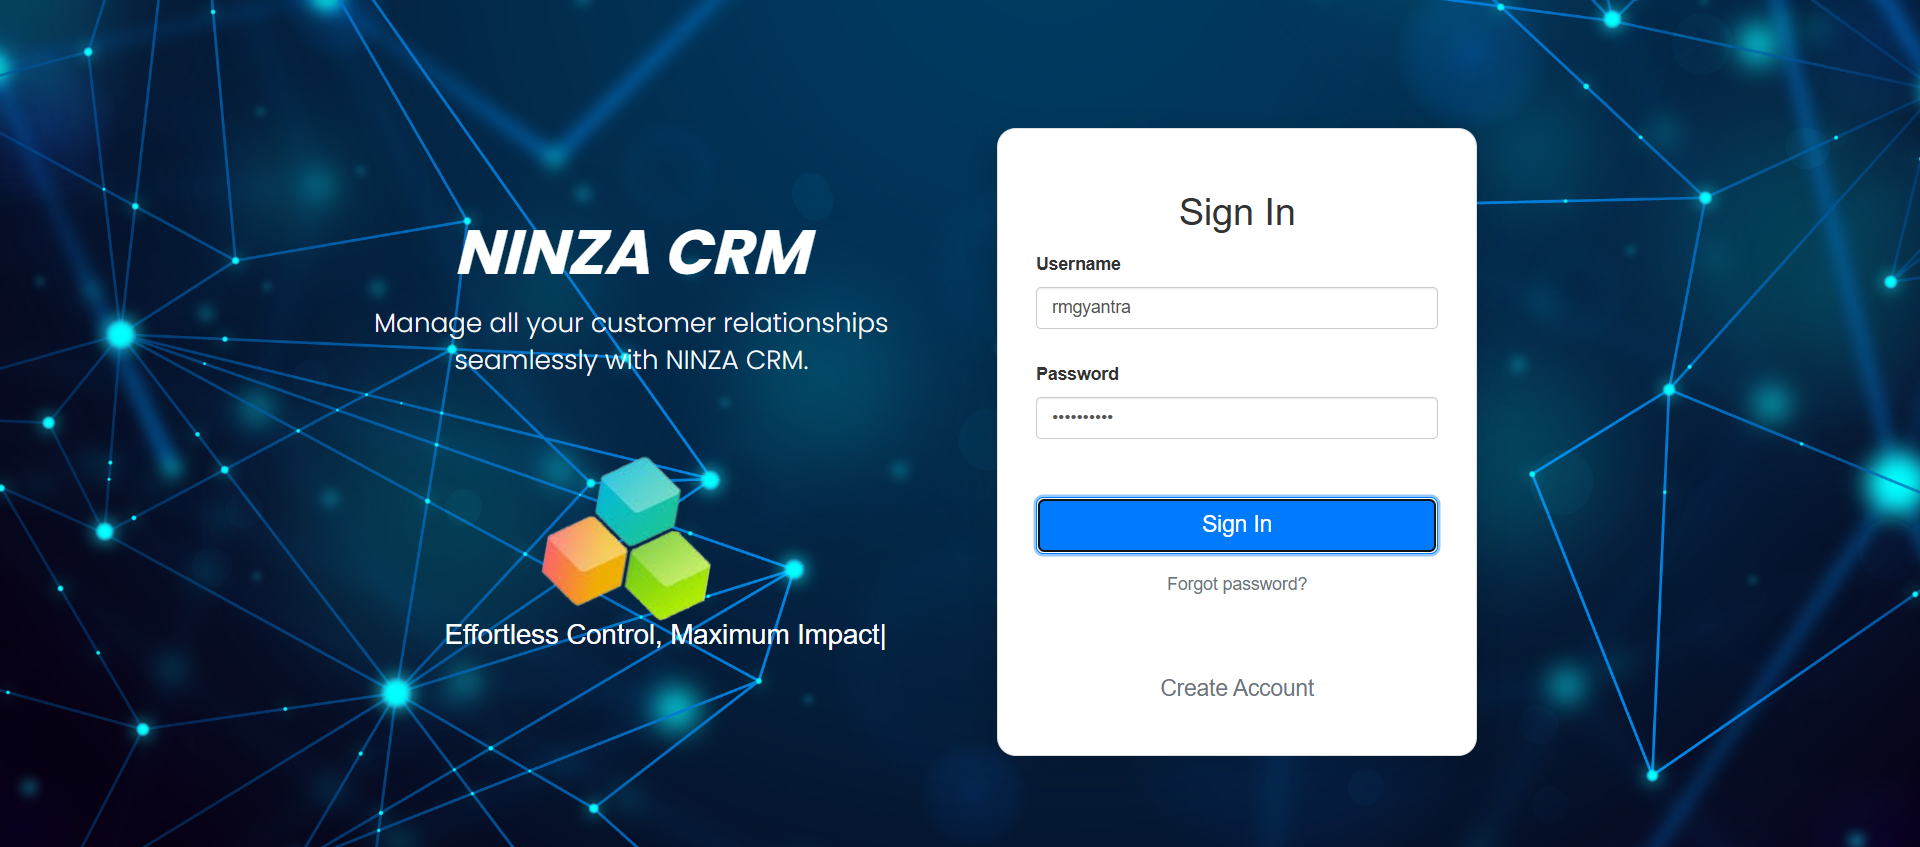 NINZA CRM
Manage all your customer relationships
seamlessly with NINZA CRM.
Effortless Control, Maximum Impact|
Sign In
Username
rmgyantra
Password
••••••••••
Sign In
Forgot password?
Create Account